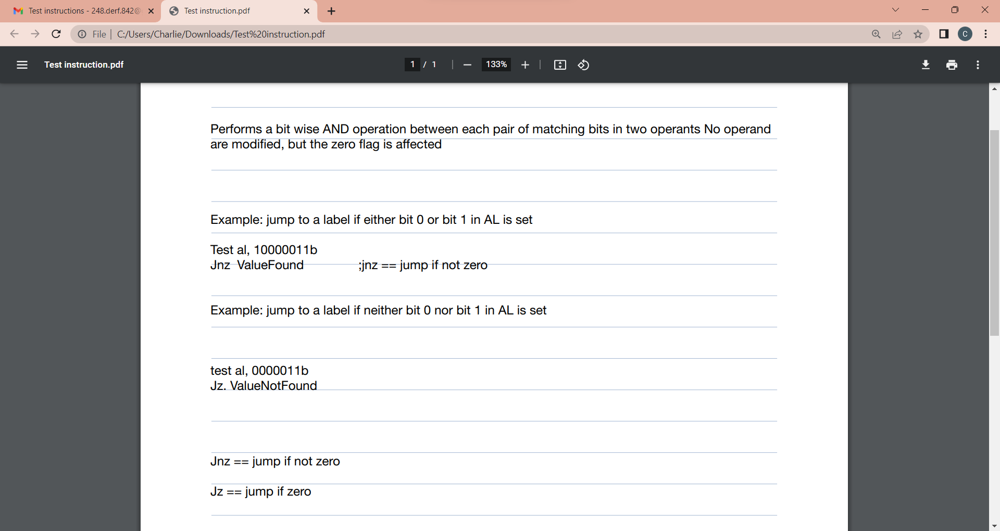 Test instructions - 248.derf.842@
Test instruction.pdf
File | C:/Users/Charlie/Downloads/Test%20instruction.pdf
C
Test instruction.pdf
1 / 1
133%
Performs a bit wise AND operation between each pair of matching bits in two operants No operand
are modified, but the zero flag is affected
Example: jump to a label if either bit 0 or bit 1 in AL is set
Test al, 10000011b
Jnz ValueFound ;jnz == jump if not zero
Example: jump to a label if neither bit 0 nor bit 1 in AL is set
test al, 0000011b
Jz. ValueNotFound
Jnz == jump if not zero
Jz == jump if zero